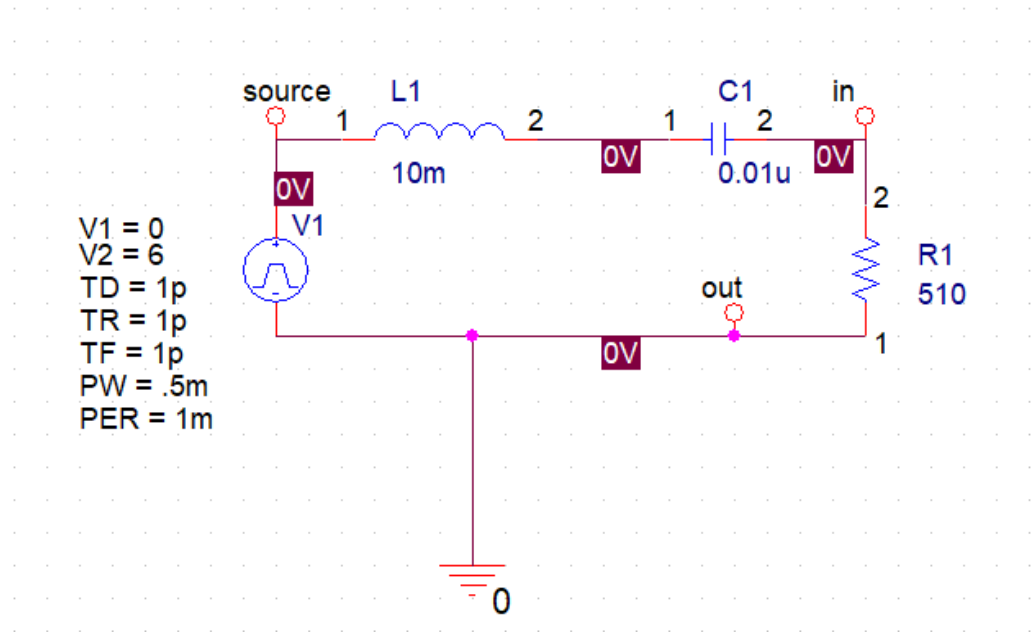 source
L1
C1
in
1
2
1
2
10m
0V
0.01u
0V
0V
V1
2
V1 = 0
V2 = 6
TD = 1p
TR = 1p
TF = 1p
PW = .5m
PER = 1m
R1
510
out
0V
1
0